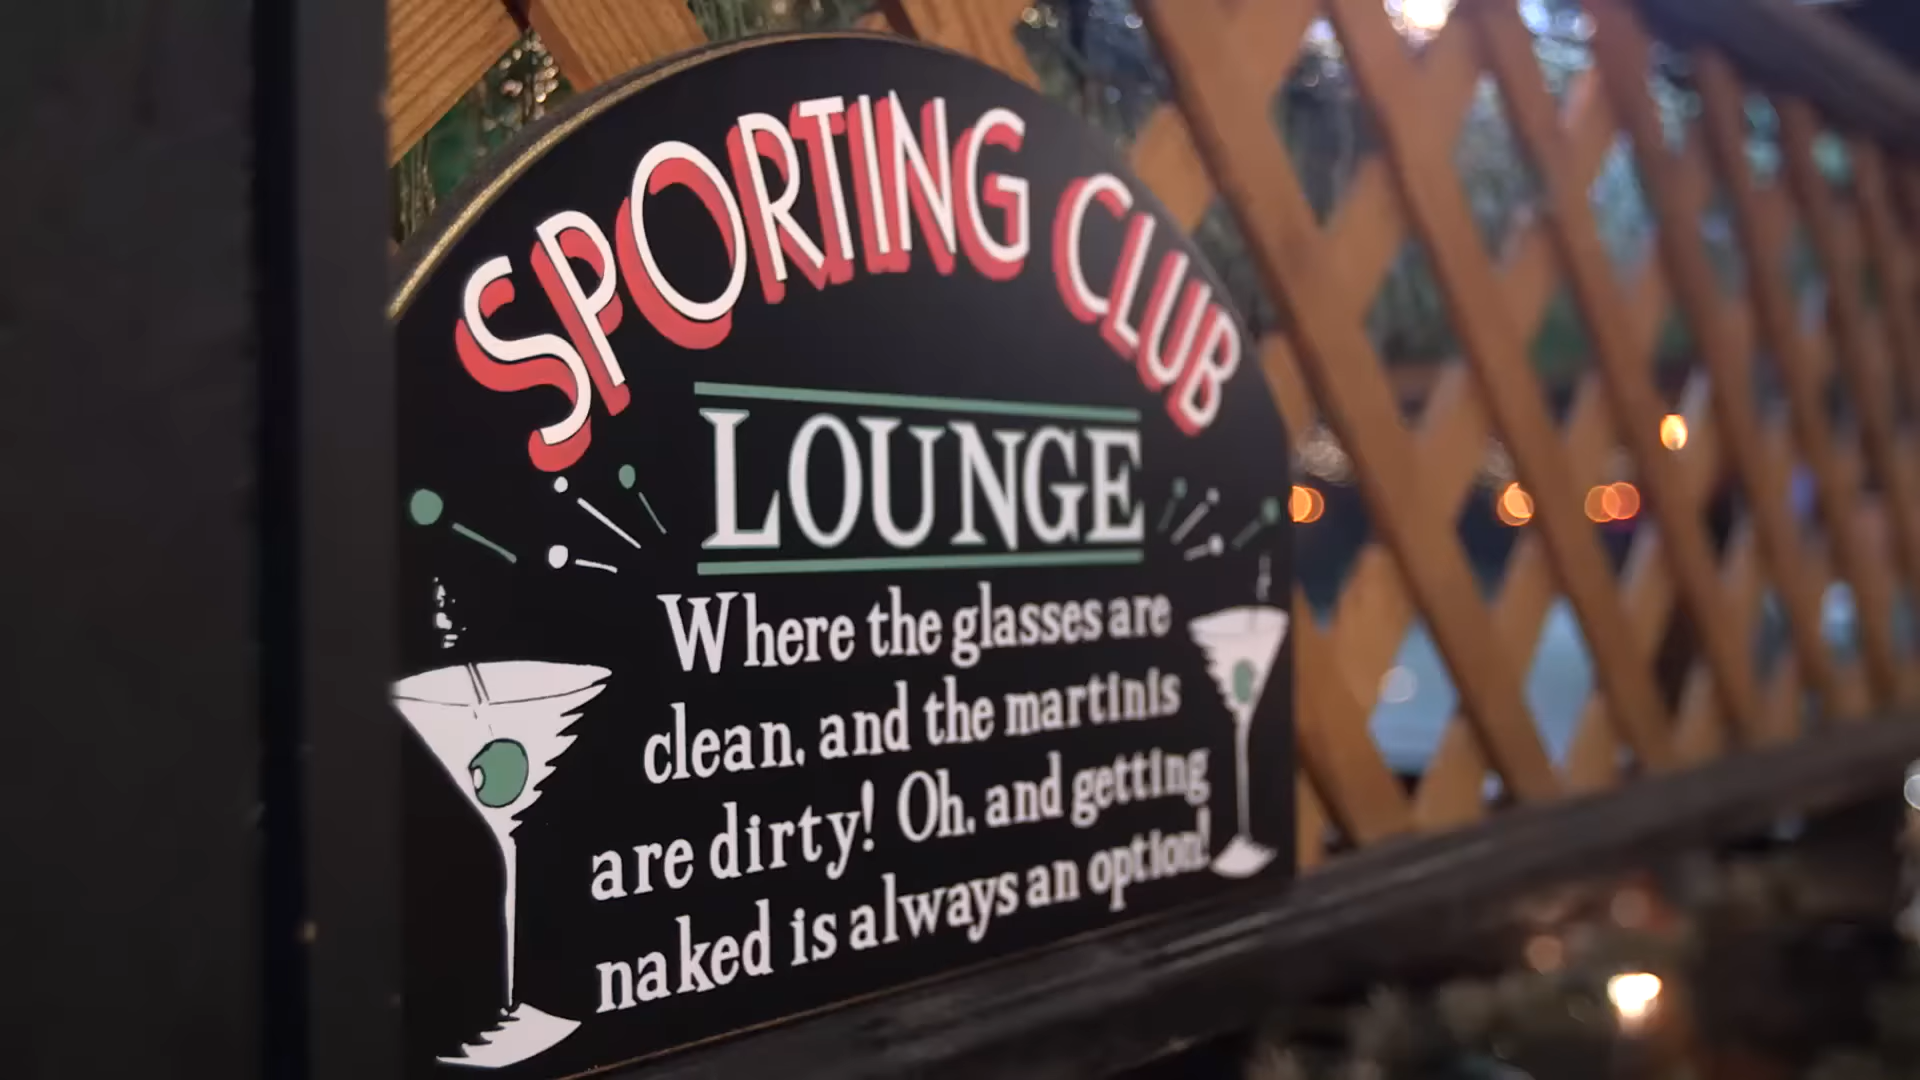 SPORTING CLUB
LOUNGE
Where the glasses are
clean. and the martinis
are dirty! Oh. and getting
naked is always an option!